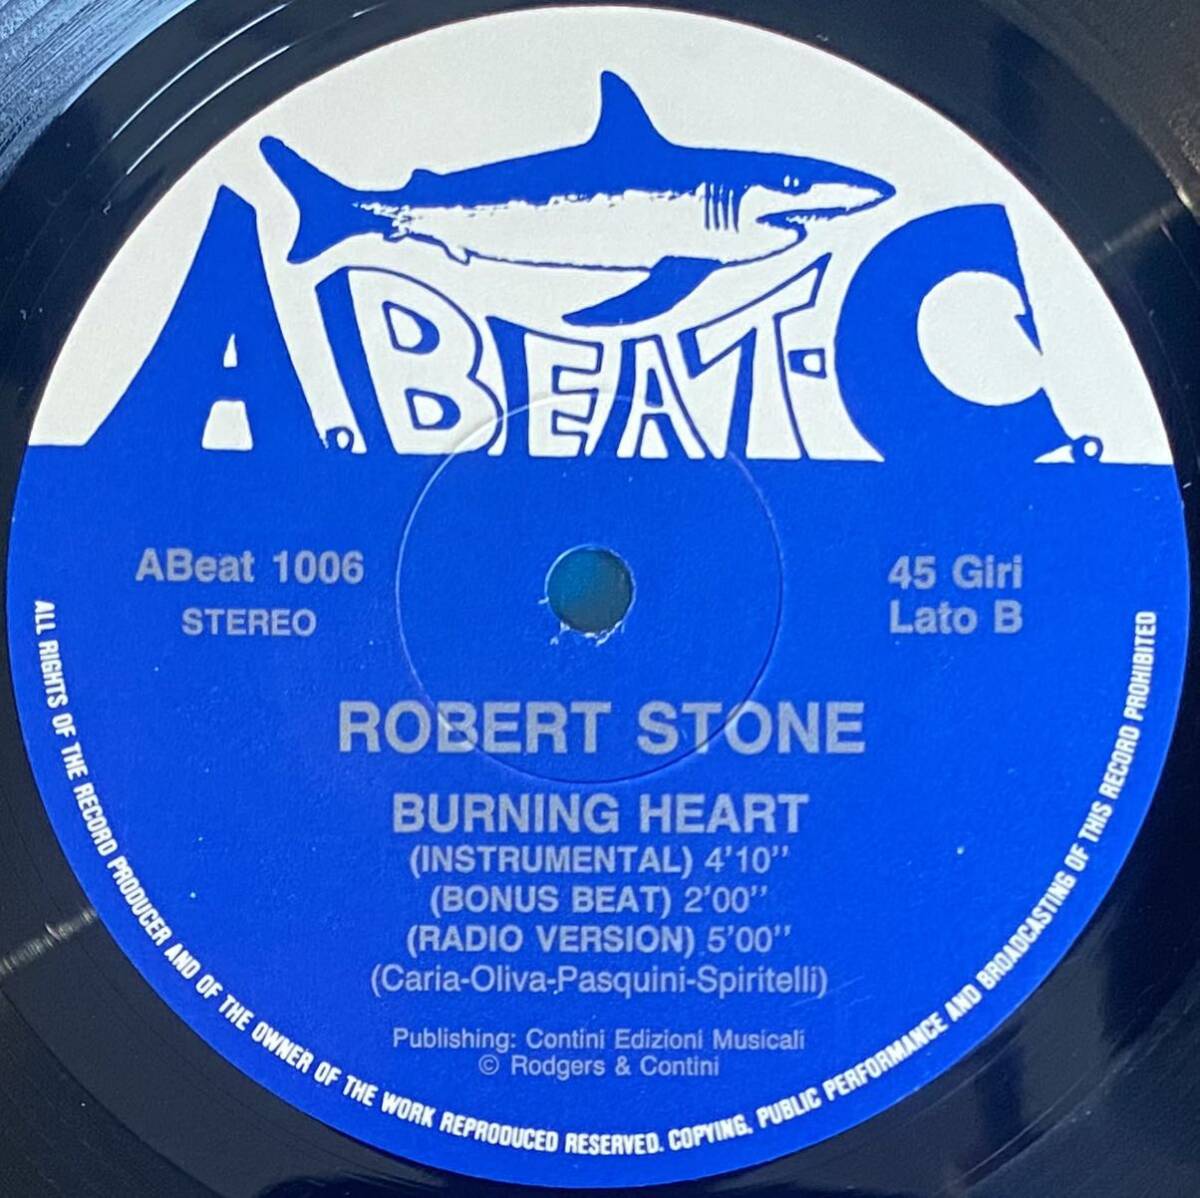 A.BEAT-C.
ABeat 1006
STEREO
45 Giri
Lato B
ROBERT STONE
BURNING HEART
(INSTRUMENTAL) 4'10''
(BONUS BEAT) 2'00''
(RADIO VERSION) 5'00''
(Caria-Oliva-Pasquini-Spiritelli)
Publishing: Contini Edizioni Musicali
© Rodgers & Contini
ALL RIGHTS OF THE RECORD PRODUCER AND OF THE OWNER OF THE WORK REPRODUCED RESERVED. COPYING, PUBLIC PERFORMANCE AND BROADCASTING OF THIS RECORD PROHIBITED